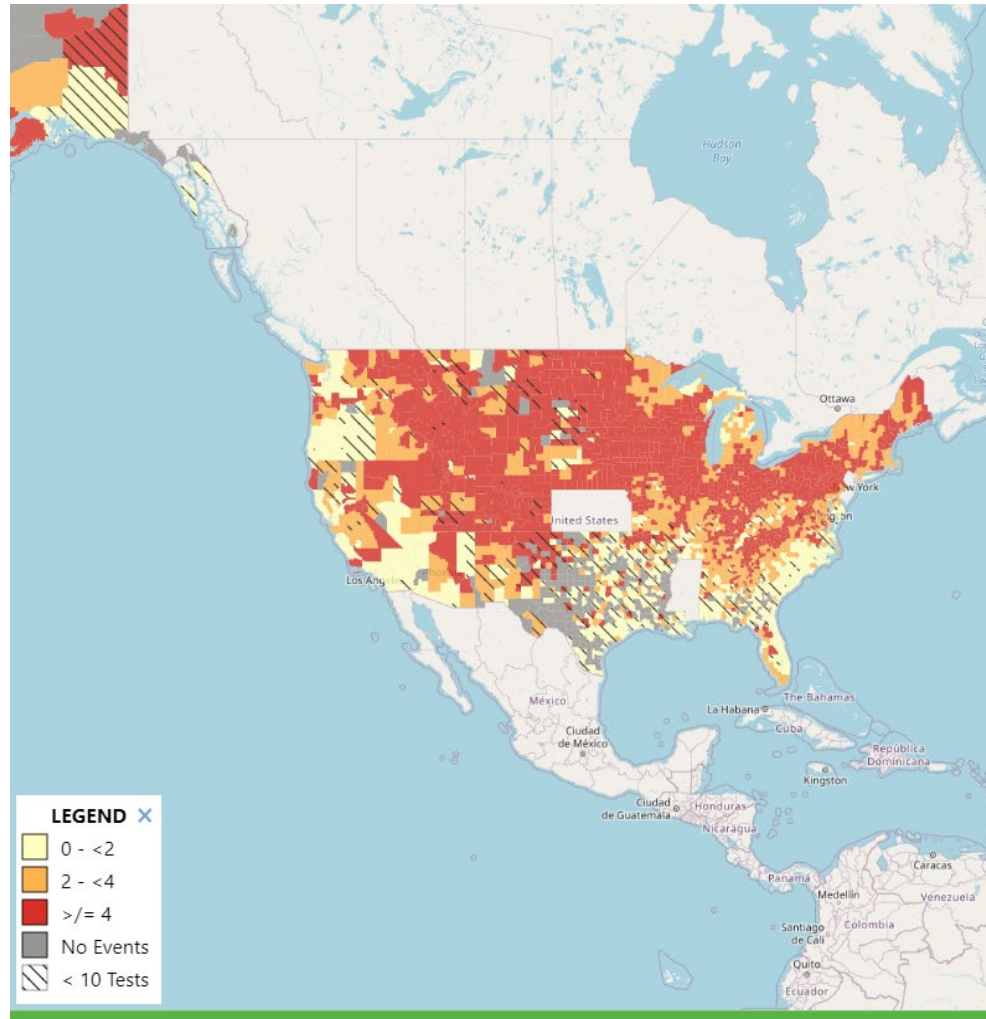 Hudson
Bay
Ottawa
w York
United States
Los Angele
México
Ciudad
de México
La Habana
The Bahamas
Cuba
República
Dominicana
Kingston
Ciudad
de Guatemala
Honduras
Nicaragua
Panamá
Caracas
Venezuela
Medellín
Santiago
de Cali
Colombia
Quito
Ecuador
LEGEND ×
0 - <2
2 - <4
>/= 4
No Events
< 10 Tests